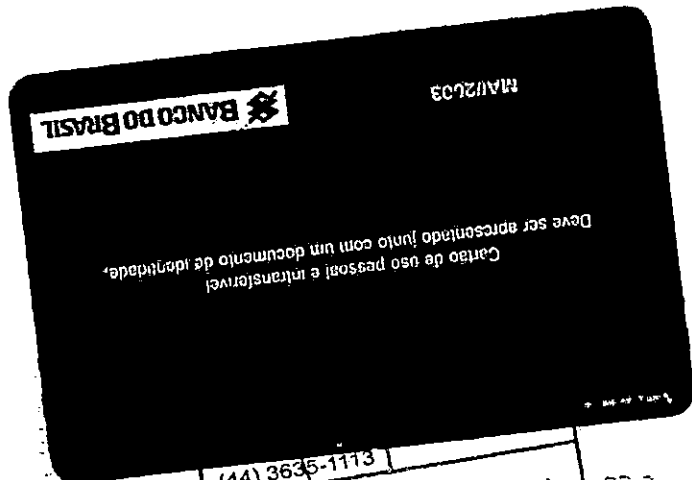 Cartão de uso pessoal e intransferível
Deve ser apresentado junto com um documento de identidade.
MAI/2003
BANCO DO BRASIL
(44) 3635-1113